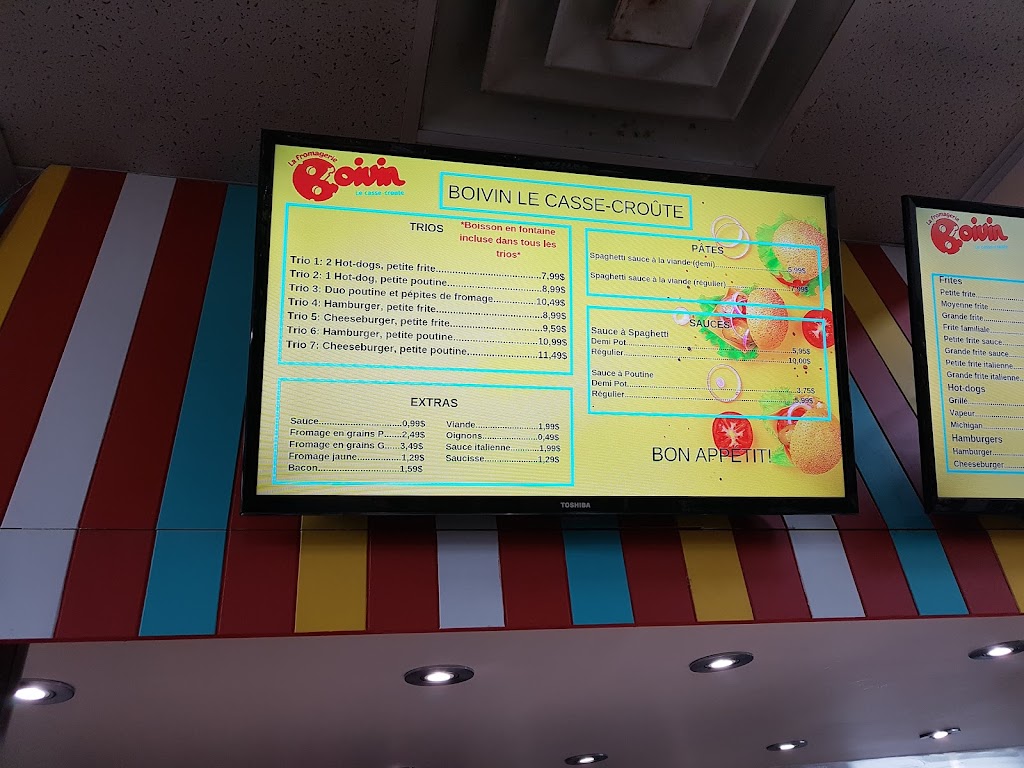 La fromagerie
Boivin
Le casse-croûte
BOIVIN LE CASSE-CROÛTE
TRIOS
*Boisson en fontaine
incluse dans tous les
trios*
Trio 1: 2 Hot-dogs, petite frite.................7,99$
Trio 2: 1 Hot-dog, petite poutine.................8,99$
Trio 3: Duo poutine et pépites de fromage.................10,49$
Trio 4: Hamburger, petite frite.................8,99$
Trio 5: Cheeseburger, petite frite.................9,59$
Trio 6: Hamburger, petite poutine.................10,99$
Trio 7: Cheeseburger, petite poutine.................11,49$
EXTRAS
Sauce.................0,99$
Fromage en grains P.......2,49$
Fromage en grains G......3,49$
Fromage jaune...........1,29$
Bacon.................1,59$
Viande.................1,99$
Oignons.................0,49$
Sauce italienne..........1,99$
Saucisse.................1,29$
PÂTES
Spaghetti sauce à la viande (demi).................5,99$
Spaghetti sauce à la viande (régulier).................7,99$
SAUCES
Sauce à Spaghetti
Demi Pot.................5,95$
Régulier.................10,00$
Sauce à Poutine
Demi Pot.................3,75$
Régulier.................5,99$
BON APPÉTIT!
TOSHIBA
La fromagerie
Boivin
Frites
Petite frite
Moyenne frite
Grande frite
Frite familiale
Petite frite sauce
Grande frite sauce
Petite frite italienne
Grande frite italienne
Hot-dogs
Grillé
Vapeur
Michigan
Hamburgers
Hamburger
Cheeseburger